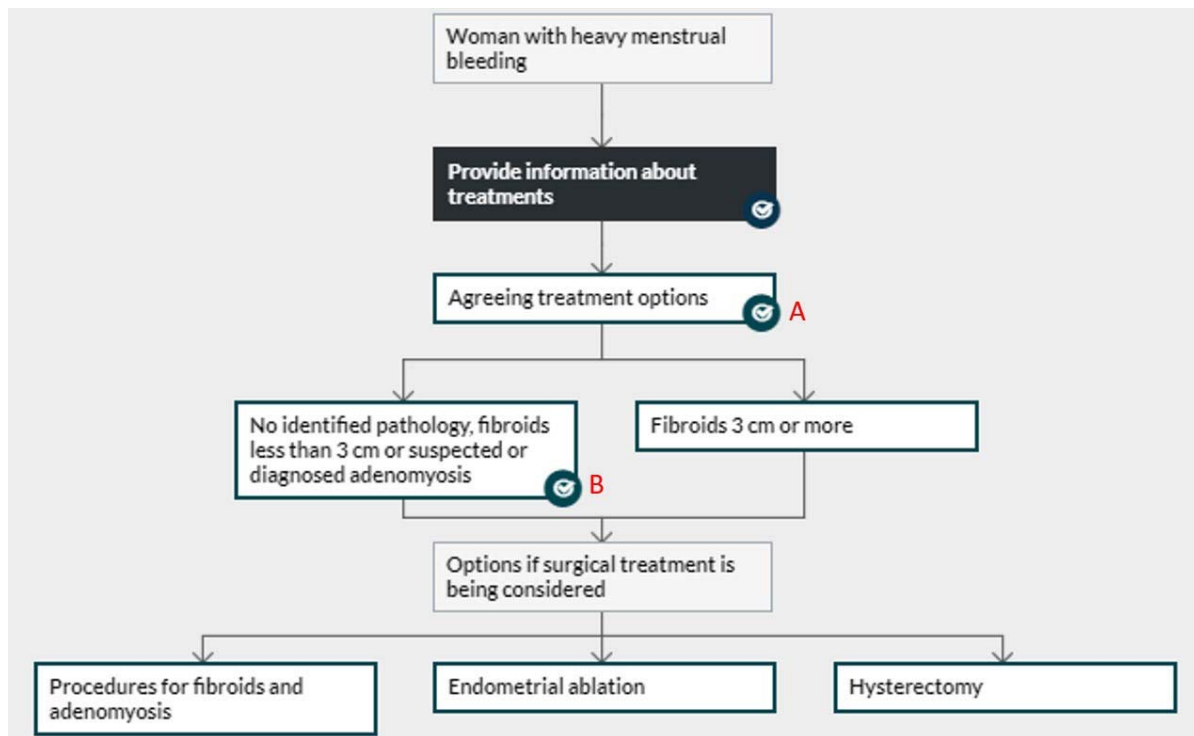 Woman with heavy menstrual
bleeding
Provide information about
treatments
Agreeing treatment options
A
No identified pathology, fibroids
less than 3 cm or suspected or
diagnosed adenomyosis
B
Fibroids 3 cm or more
Options if surgical treatment is
being considered
Procedures for fibroids and
adenomyosis
Endometrial ablation
Hysterectomy